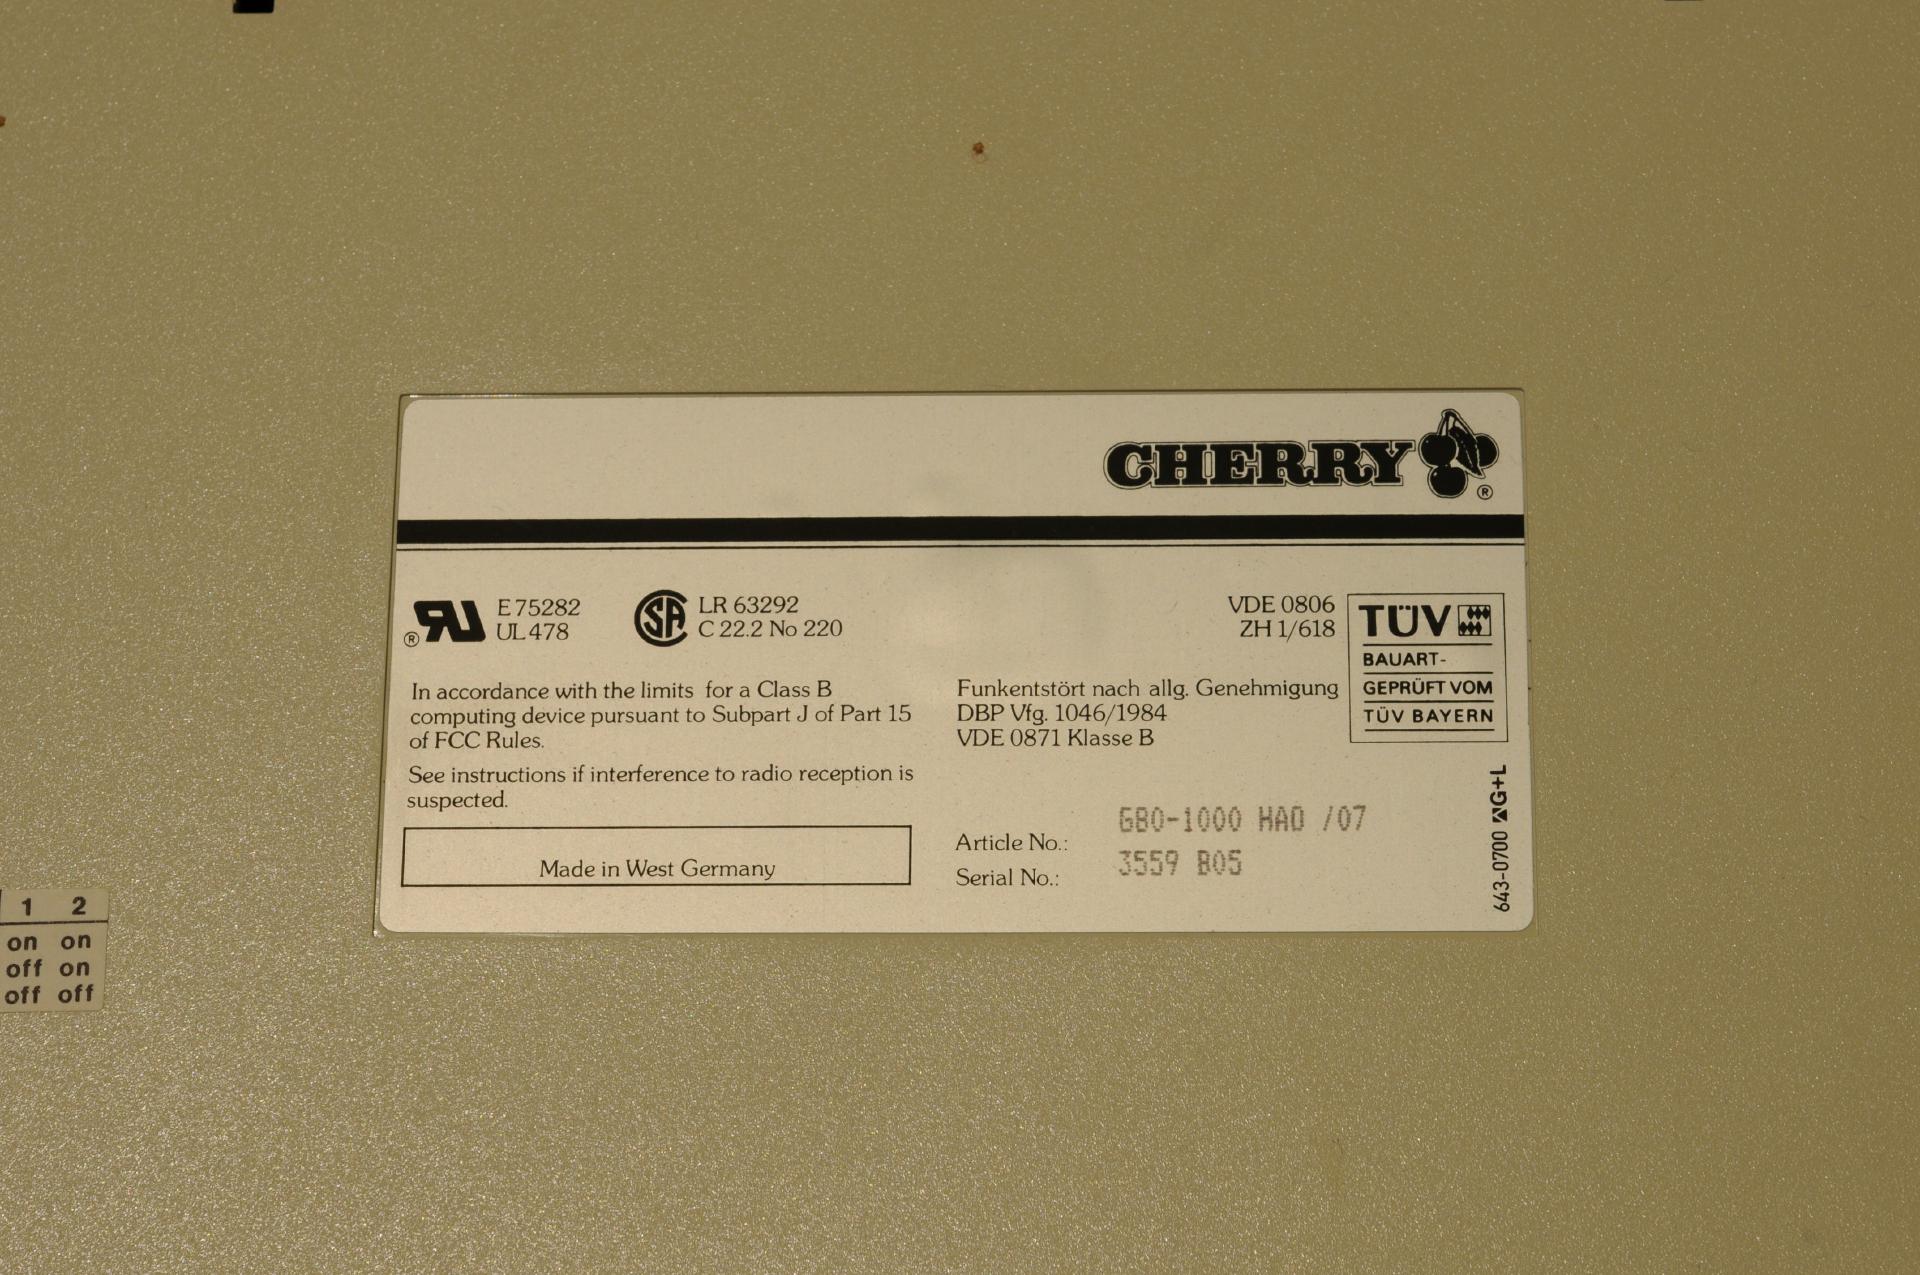 CHERRY ®
® RU E 75282
UL 478
SA LR 63292
C 22.2 No 220
VDE 0806
ZH 1/618
TÜV
BAUART-
GEPRÜFT VOM
TÜV BAYERN
In accordance with the limits for a Class B
computing device pursuant to Subpart J of Part 15
of FCC Rules.
See instructions if interference to radio reception is
suspected.
Funkentstört nach allg. Genehmigung
DBP Vfg. 1046/1984
VDE 0871 Klasse B
Made in West Germany
Article No.: G80-1000 HAD /07
Serial No.: 3559 B05
643-0700 G+L
1 2
on on
off on
off off